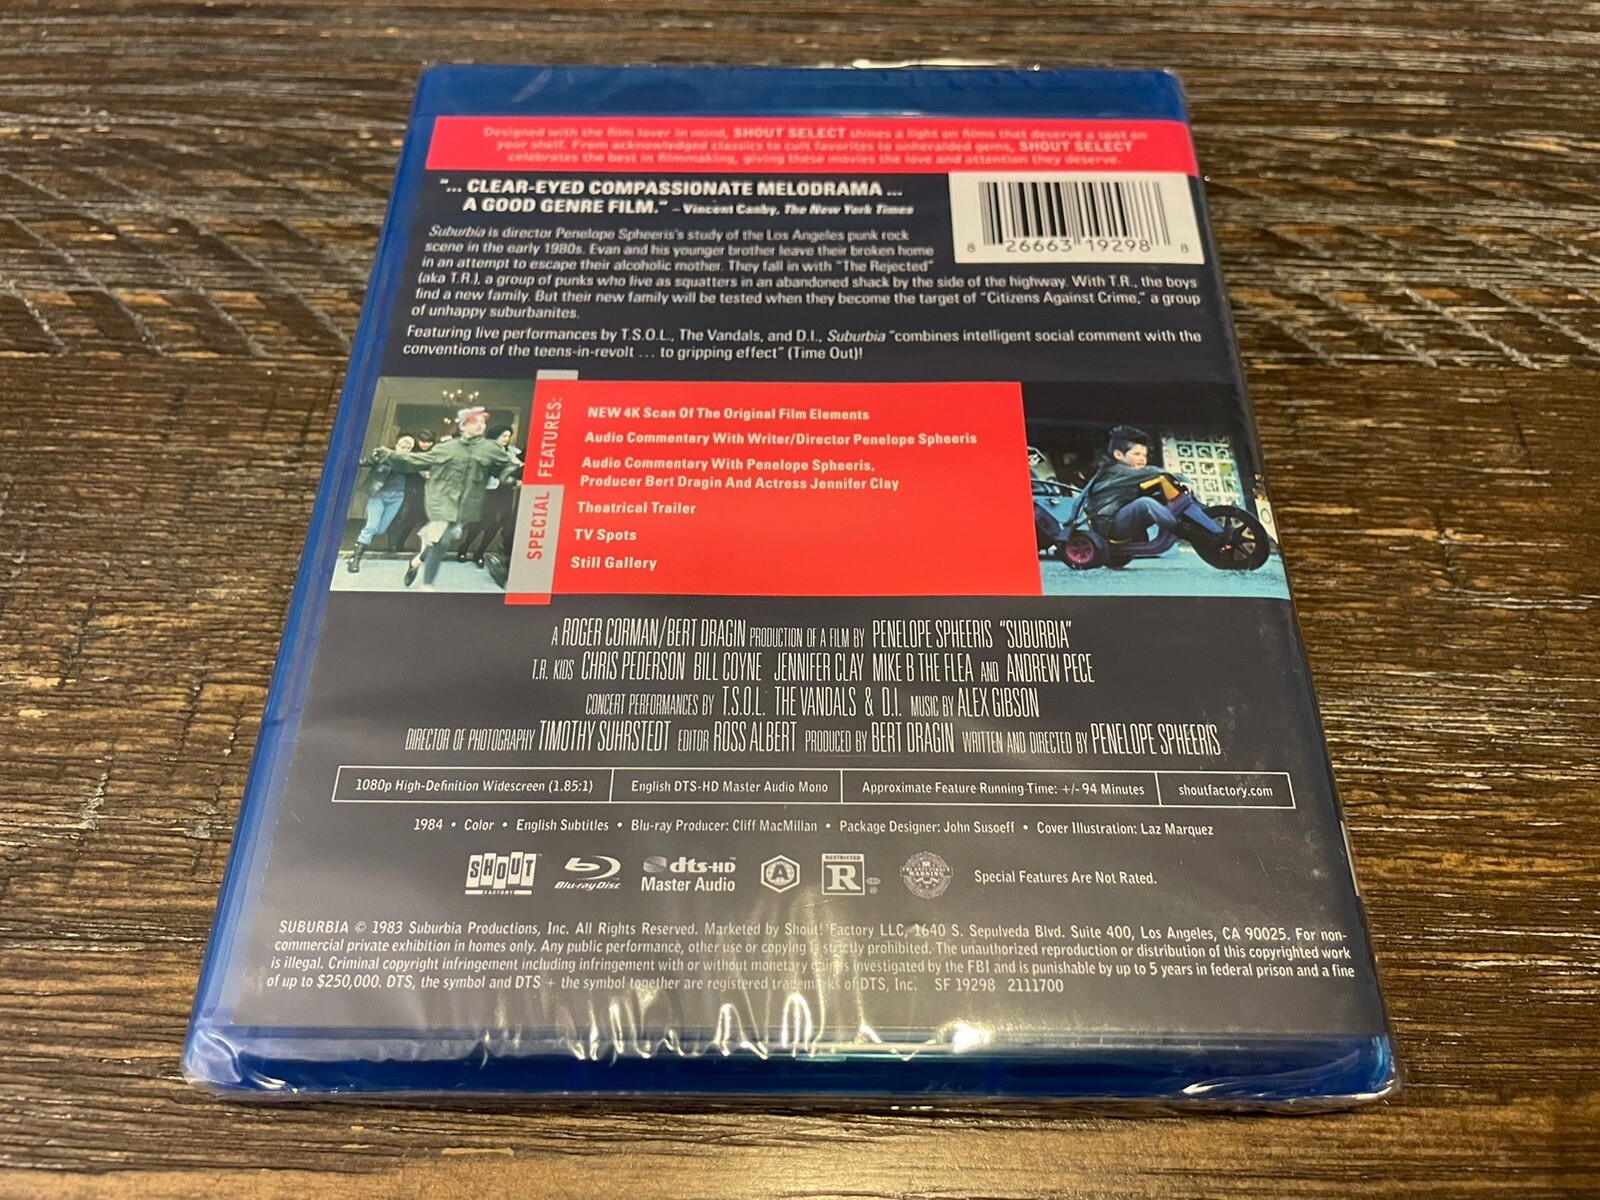 Designed with the film lover in mind, SHOUT SELECT shines a light on films that deserve a spot on
your shelf. From acknowledged classics to cult favorites to unheralded gems, SHOUT SELECT
celebrates the best in filmmaking, giving these movies the love and attention they deserve.
"... CLEAR-EYED COMPASSIONATE MELODRAMA ...
A GOOD GENRE FILM." – Vincent Canby, The New York Times
8 26663 19298 8
Suburbia is director Penelope Spheeris's study of the Los Angeles punk rock
scene in the early 1980s. Evan and his younger brother leave their broken home
in an attempt to escape their alcoholic mother. They fall in with "The Rejected"
(aka T.R.), a group of punks who live as squatters in an abandoned shack by the side of the highway. With T.R., the boys
find a new family. But their new family will be tested when they become the target of "Citizens Against Crime," a group
of unhappy suburbanites.
Featuring live performances by T.S.O.L., The Vandals, and D.I., Suburbia "combines intelligent social comment with the
conventions of the teens-in-revolt ... to gripping effect" (Time Out)!
SPECIAL FEATURES:
NEW 4K Scan Of The Original Film Elements
Audio Commentary With Writer/Director Penelope Spheeris
Audio Commentary With Penelope Spheeris,
Producer Bert Dragin And Actress Jennifer Clay
Theatrical Trailer
TV Spots
Still Gallery
A ROGER CORMAN/BERT DRAGIN PRODUCTION OF A FILM BY PENELOPE SPHEERIS "SUBURBIA"
T.R. KIDS CHRIS PEDERSON BILL COYNE JENNIFER CLAY MIKE B THE FLEA AND ANDREW PECE
CONCERT PERFORMANCES BY T.S.O.L. THE VANDALS & D.I. MUSIC BY ALEX GIBSON
DIRECTOR OF PHOTOGRAPHY TIMOTHY SUHRSTEDT EDITOR ROSS ALBERT PRODUCED BY BERT DRAGIN WRITTEN AND DIRECTED BY PENELOPE SPHEERIS
1080p High-Definition Widescreen (1.85:1) English DTS-HD Master Audio Mono Approximate Feature Running Time: +/- 94 Minutes shoutfactory.com
1984 • Color • English Subtitles • Blu-ray Producer: Cliff MacMillan • Package Designer: John Susoeff • Cover Illustration: Laz Marquez
SHOUT FACTORY Blu-ray Disc dts-HD Master Audio A RESTRICTED R WARNING Special Features Are Not Rated.
SUBURBIA © 1983 Suburbia Productions, Inc. All Rights Reserved. Marketed by Shout! Factory LLC, 1640 S. Sepulveda Blvd. Suite 400, Los Angeles, CA 90025. For non-
commercial private exhibition in homes only. Any public performance, other use or copying is strictly prohibited. The unauthorized reproduction or distribution of this copyrighted work
is illegal. Criminal copyright infringement including infringement with or without monetary gain is investigated by the FBI and is punishable by up to 5 years in federal prison and a fine
of up to $250,000. DTS, the symbol and DTS + the symbol together are registered trademarks of DTS, Inc. SF 19298 2111700